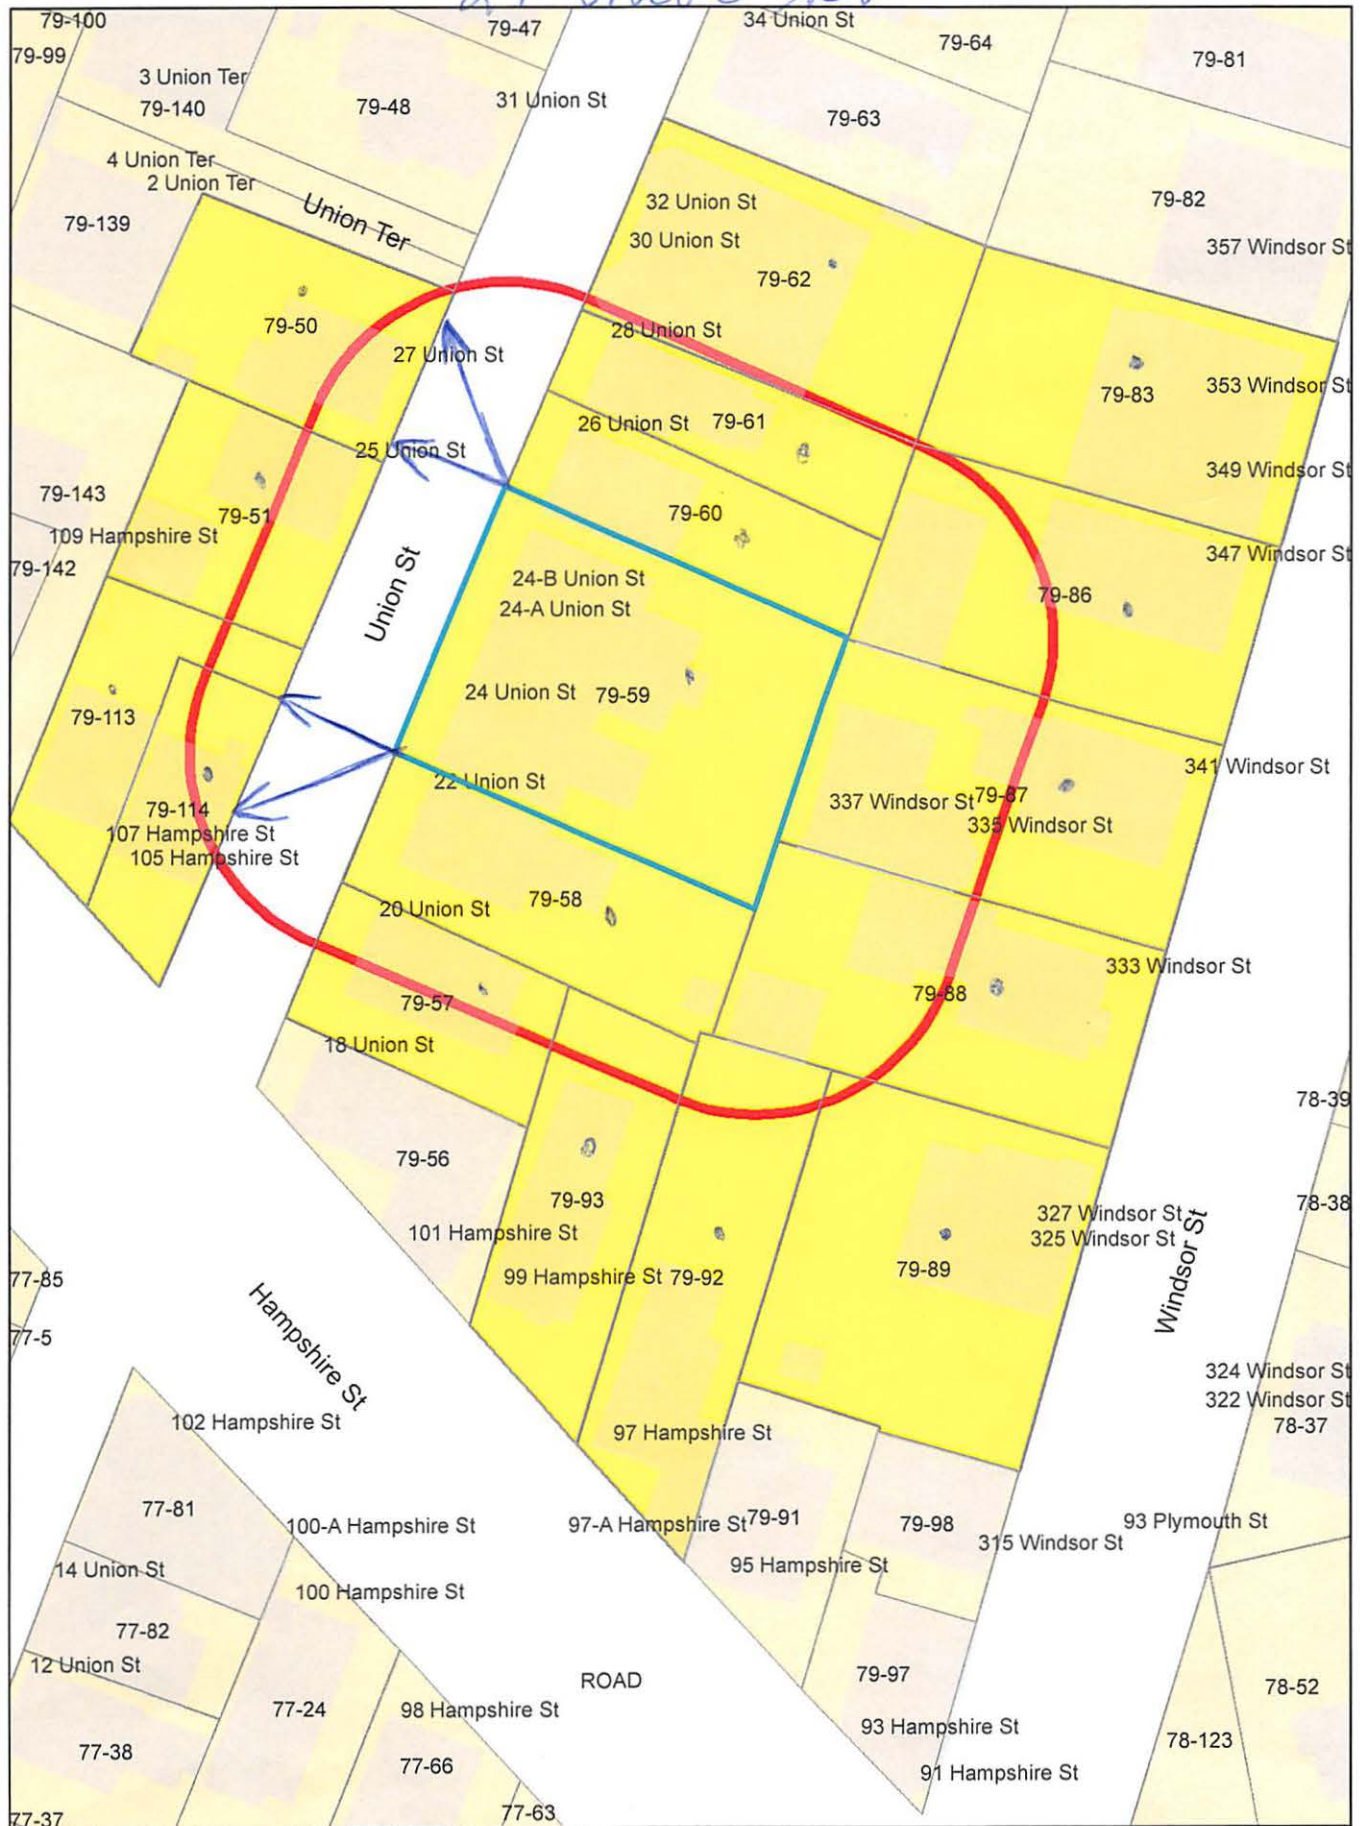 79-100
79-47
34 Union St
79-64
79-99
79-81
3 Union Ter
79-140
79-48
31 Union St
79-63
4 Union Ter
2 Union Ter
79-139
Union Ter
32 Union St
79-82
30 Union St
357 Windsor St
79-62
79-50
28 Union St
27 Union St
353 Windsor St
79-83
26 Union St
79-61
25 Union St
349 Windsor St
79-143
79-51
79-60
109 Hampshire St
347 Windsor St
79-142
24-B Union St
79-86
24-A Union St
Union St
24 Union St
79-59
79-113
22 Union St
341 Windsor St
79-114
337 Windsor St
79-87
335 Windsor St
107 Hampshire St
105 Hampshire St
79-58
20 Union St
333 Windsor St
79-57
79-88
18 Union St
78-39
79-56
79-93
78-38
327 Windsor St
101 Hampshire St
325 Windsor St
99 Hampshire St
79-92
79-89
77-85
Windsor St
77-5
Hampshire St
324 Windsor St
322 Windsor St
102 Hampshire St
97 Hampshire St
78-37
77-81
100-A Hampshire St
97-A Hampshire St
79-91
79-98
93 Plymouth St
315 Windsor St
14 Union St
95 Hampshire St
100 Hampshire St
77-82
12 Union St
ROAD
79-97
78-52
77-24
98 Hampshire St
93 Hampshire St
77-38
78-123
77-66
91 Hampshire St
77-37
77-63